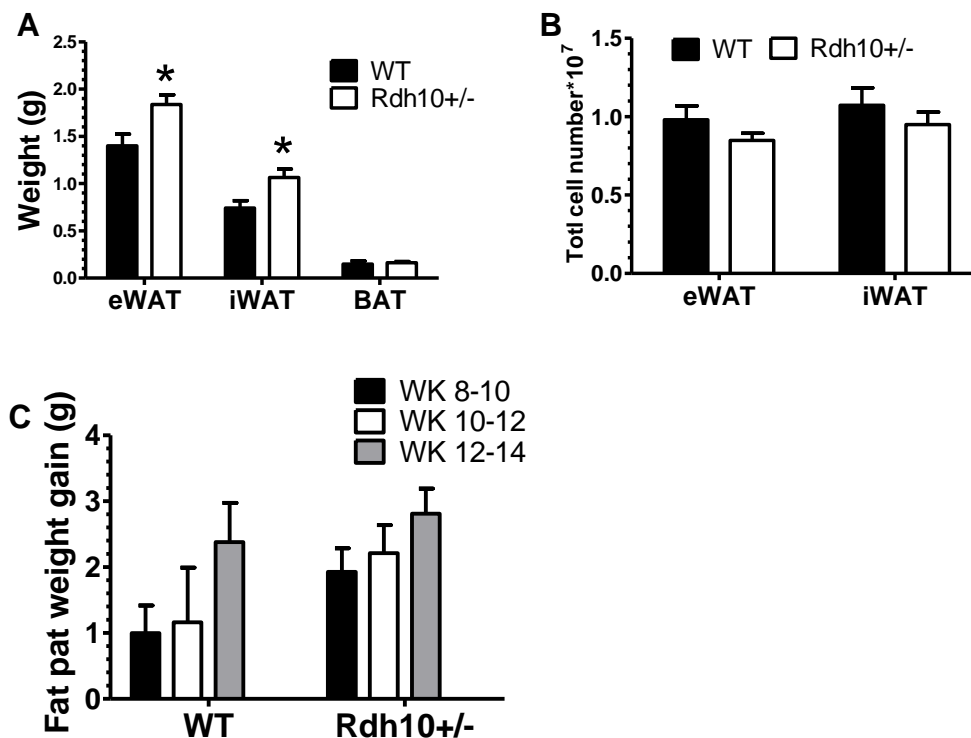 A
Weight (g)
2.5
2.0
1.5
1.0
0.5
0.0
*
*
WT
Rdh10+/-
eWAT iWAT BAT
B
Totl cell number*10^7
1.5
1.0
0.5
0.0
WT Rdh10+/-
eWAT iWAT
C
Fat pat weight gain (g)
WK 8-10
WK 10-12
WK 12-14
4
3
2
1
0
WT Rdh10+/-